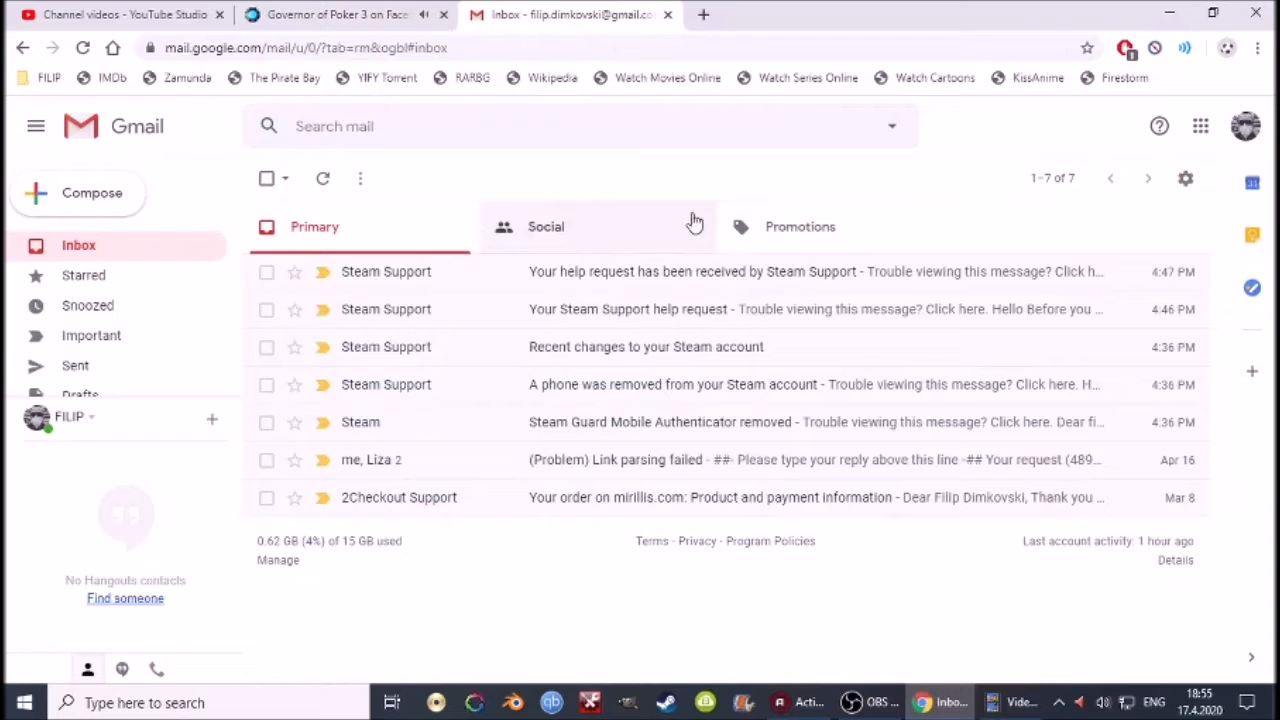 Channel videos - YouTube Studio
Governor of Poker 3 on Face
Inbox - filip.dimkovski@gmail.co
mail.google.com/mail/u/0/?tab=rm&ogbl#inbox
FILIP
IMDb
Zamunda
The Pirate Bay
YIFY Torrent
RARBG
Wikipedia
Watch Movies Online
Watch Series Online
Watch Cartoons
KissAnime
Firestorm
Gmail
Search mail
Compose
1-7 of 7
Primary
Social
Promotions
Inbox
Starred
Snoozed
Important
Sent
Drafts
FILIP
Steam Support Your help request has been received by Steam Support - Trouble viewing this message? Click h... 4:47 PM
Steam Support Your Steam Support help request - Trouble viewing this message? Click here. Hello Before you ... 4:46 PM
Steam Support Recent changes to your Steam account 4:36 PM
Steam Support A phone was removed from your Steam account - Trouble viewing this message? Click here. H... 4:36 PM
Steam Steam Guard Mobile Authenticator removed - Trouble viewing this message? Click here. Dear fi... 4:36 PM
me, Liza 2 (Problem) Link parsing failed - ##- Please type your reply above this line -## Your request (489... Apr 16
2Checkout Support Your order on mirillis.com: Product and payment information - Dear Filip Dimkovski, Thank you ... Mar 8
0.62 GB (4%) of 15 GB used
Manage
Terms - Privacy - Program Policies
Last account activity: 1 hour ago
Details
No Hangouts contacts
Find someone
31
Type here to search
qb
Acti...
OBS ...
Inbo...
Vide...
ENG
18:55
17.4.2020